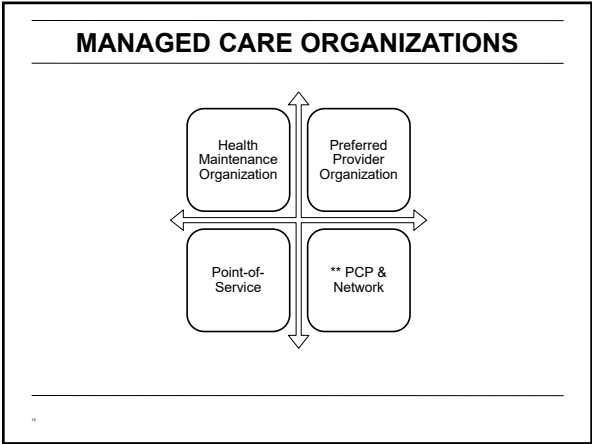 MANAGED CARE ORGANIZATIONS
Health
Maintenance
Organization
Preferred
Provider
Organization
Point-of-
Service
** PCP &
Network